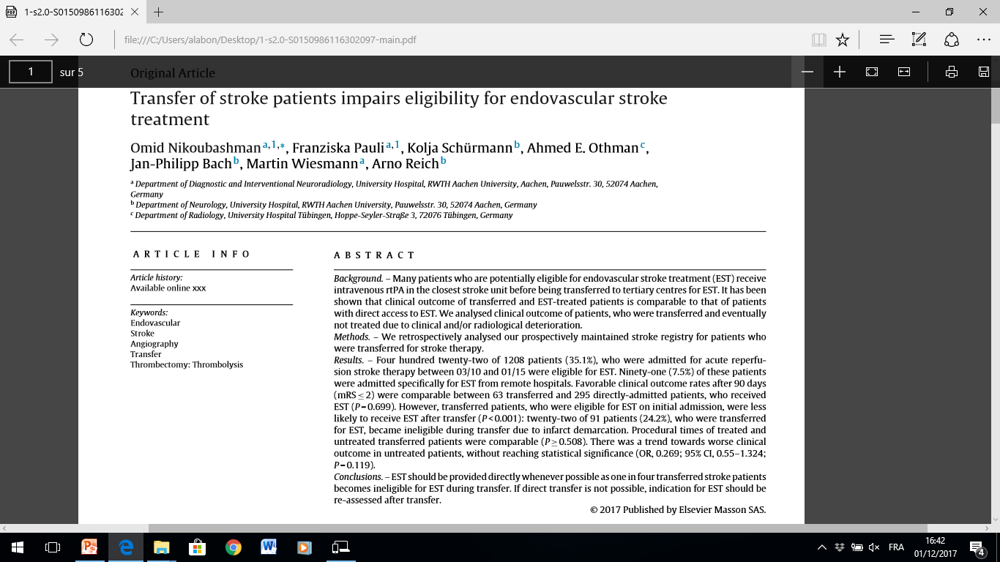 1-s2.0-S0150986116302
file:///C:/Users/alabon/Desktop/1-s2.0-S0150986116302097-main.pdf
1 sur 5
Original Article
Transfer of stroke patients impairs eligibility for endovascular stroke
treatment
Omid Nikoubashman a,1,*, Franziska Pauli a,1, Kolja Schürmann b, Ahmed E. Othman c,
Jan-Philipp Bach b, Martin Wiesmann a, Arno Reich b
a Department of Diagnostic and Interventional Neuroradiology, University Hospital, RWTH Aachen University, Aachen, Pauwelsstr. 30, 52074 Aachen,
Germany
b Department of Neurology, University Hospital, RWTH Aachen University, Pauwelsstr. 30, 52074 Aachen, Germany
c Department of Radiology, University Hospital Tübingen, Hoppe-Seyler-Straße 3, 72076 Tübingen, Germany
ARTICLE INFO
Article history:
Available online xxx
Keywords:
Endovascular
Stroke
Angiography
Transfer
Thrombectomy: Thrombolysis
ABSTRACT
Background. – Many patients who are potentially eligible for endovascular stroke treatment (EST) receive
intravenous rtPA in the closest stroke unit before being transferred to tertiary centres for EST. It has been
shown that clinical outcome of transferred and EST-treated patients is comparable to that of patients
with direct access to EST. We analysed clinical outcome of patients, who were transferred and eventually
not treated due to clinical and/or radiological deterioration.
Methods. – We retrospectively analysed our prospectively maintained stroke registry for patients who
were transferred for stroke therapy.
Results. – Four hundred twenty-two of 1208 patients (35.1%), who were admitted for acute reperfu-
sion stroke therapy between 03/10 and 01/15 were eligible for EST. Ninety-one (7.5%) of these patients
were admitted specifically for EST from remote hospitals. Favorable clinical outcome rates after 90 days
(mRS ≤ 2) were comparable between 63 transferred and 295 directly-admitted patients, who received
EST (P = 0.699). However, transferred patients, who were eligible for EST on initial admission, were less
likely to receive EST after transfer (P < 0.001): twenty-two of 91 patients (24.2%), who were transferred
for EST, became ineligible during transfer due to infarct demarcation. Procedural times of treated and
untreated transferred patients were comparable (P ≥ 0.508). There was a trend towards worse clinical
outcome in untreated patients, without reaching statistical significance (OR, 0.269; 95% CI, 0.55–1.324;
P = 0.119).
Conclusions. – EST should be provided directly whenever possible as one in four transferred stroke patients
becomes ineligible for EST during transfer. If direct transfer is not possible, indication for EST should be
re-assessed after transfer.
© 2017 Published by Elsevier Masson SAS.
FRA
16:42
01/12/2017
4